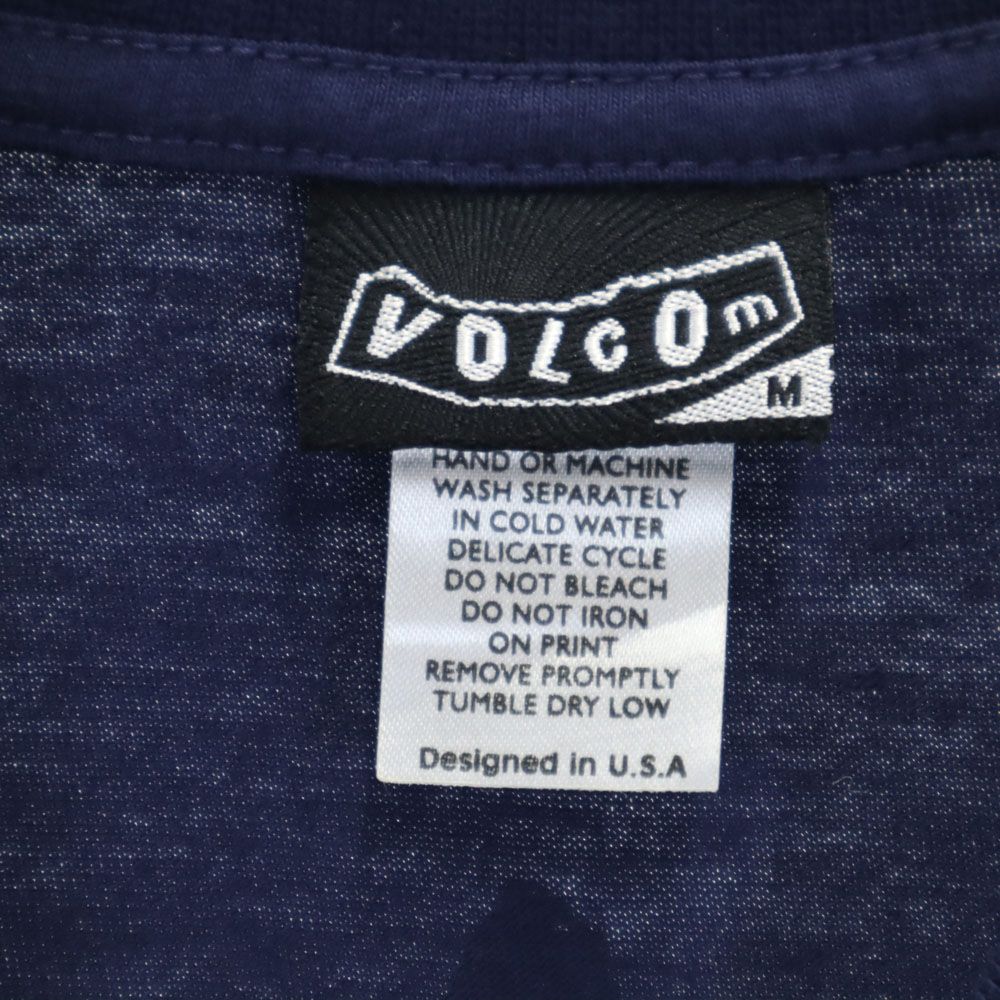 VOLCOm
M
HAND OR MACHINE
WASH SEPARATELY
IN COLD WATER
DELICATE CYCLE
DO NOT BLEACH
DO NOT IRON
ON PRINT
REMOVE PROMPTLY
TUMBLE DRY LOW
Designed in U.S.A